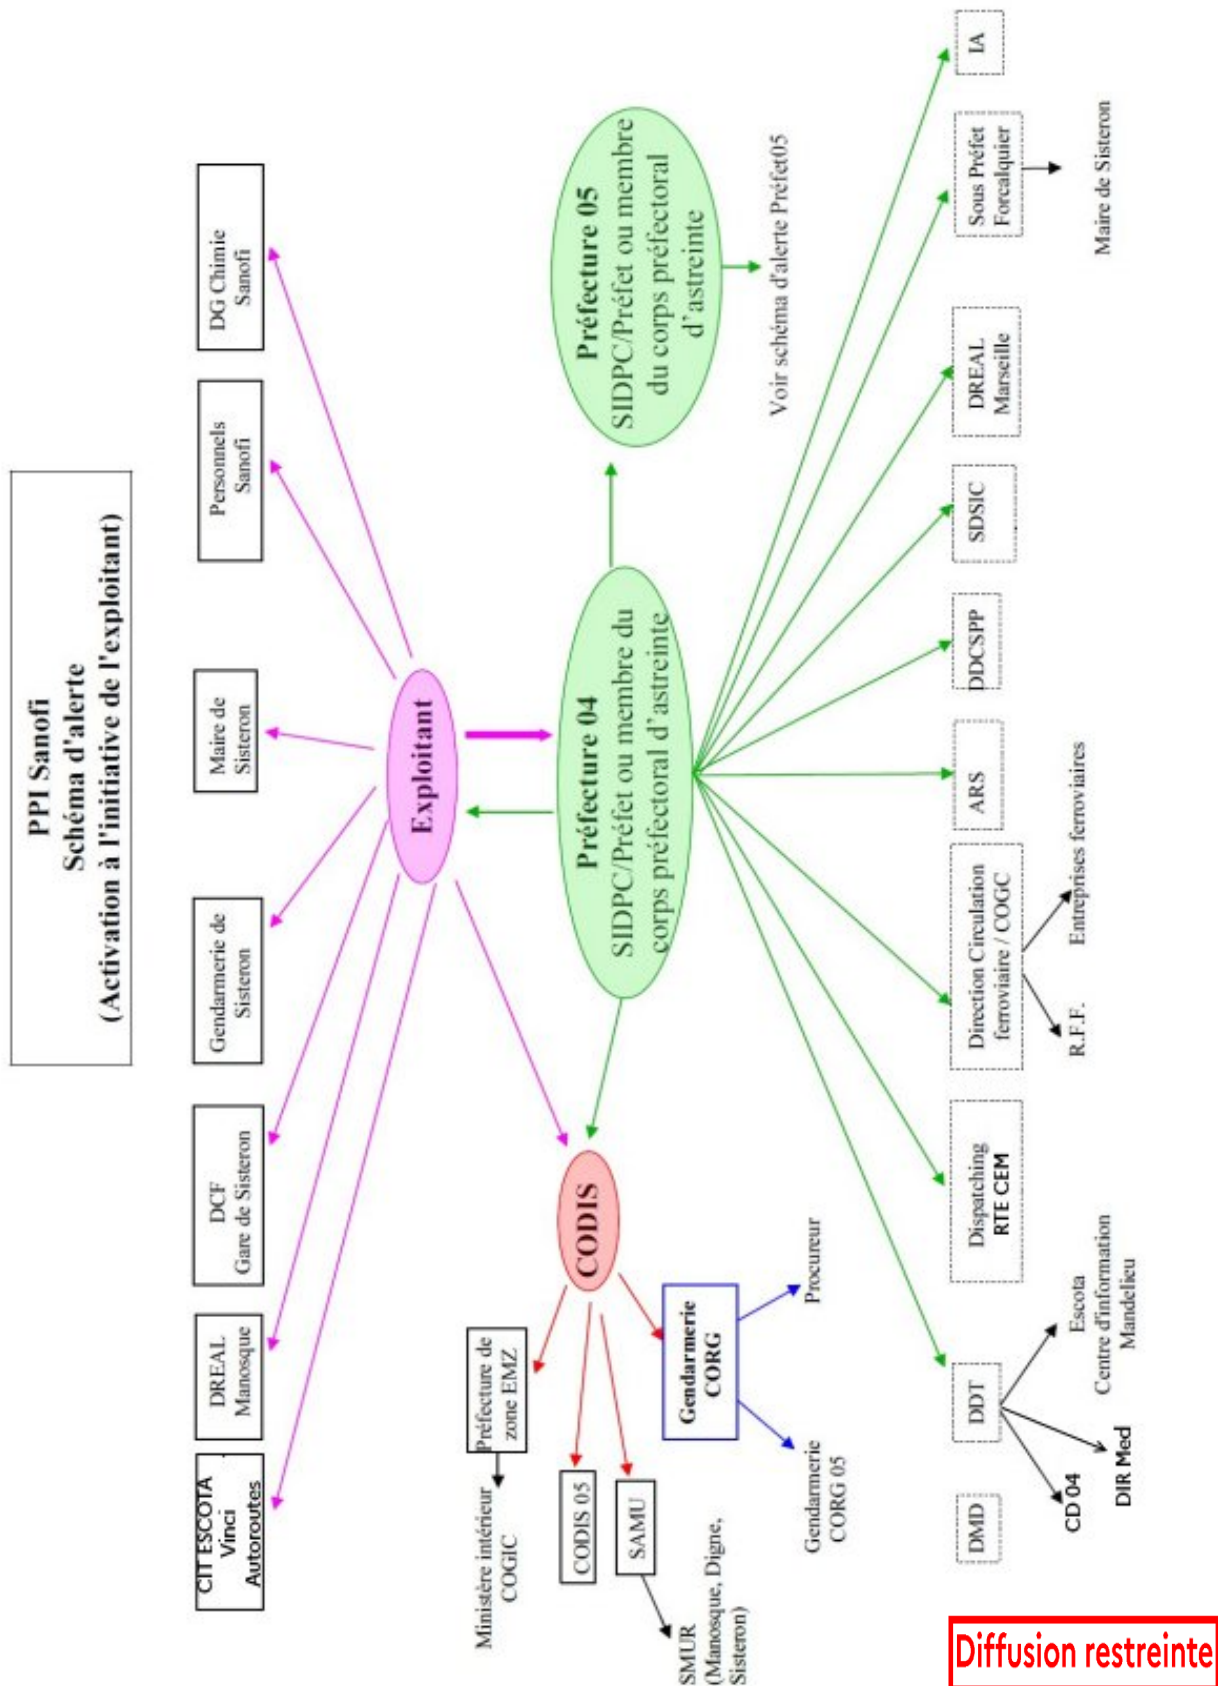 PPI Sanofi
Schéma d'alerte
(Activation à l'initiative de l'exploitant)
CIT ESCOTA
Vinci
Autoroutes
DREAL
Manosque
DCF
Gare de Sisteron
Gendarmerie de
Sisteron
Maire de
Sisteron
Personnels
Sanofi
DG Chimie
Sanofi
Exploitant
Préfecture 04
SIDPC/Préfet ou membre du
corps préfectoral d'astreinte
Préfecture 05
SIDPC/Préfet ou membre
du corps préfectoral
d'astreinte
Voir schéma d'alerte Préfet05
CODIS
Préfecture de
zone EMZ
Ministère intérieur
COGIC
CODIS 05
SAMU
SMUR
(Manosque, Digne,
Sisteron)
Gendarmerie
CORG
Gendarmerie
CORG 05
Procureur
DMD
DDT
CD 04
DIR Med
Escota
Centre d'information
Mandelieu
Dispatching
RTE CEM
Direction Circulation
ferroviaire / COGC
R.F.F.
Entreprises ferroviaires
ARS
DDCSPP
SDSIC
DREAL
Marseille
Sous Préfet
Forcalquier
Maire de Sisteron
IA
Diffusion restreinte